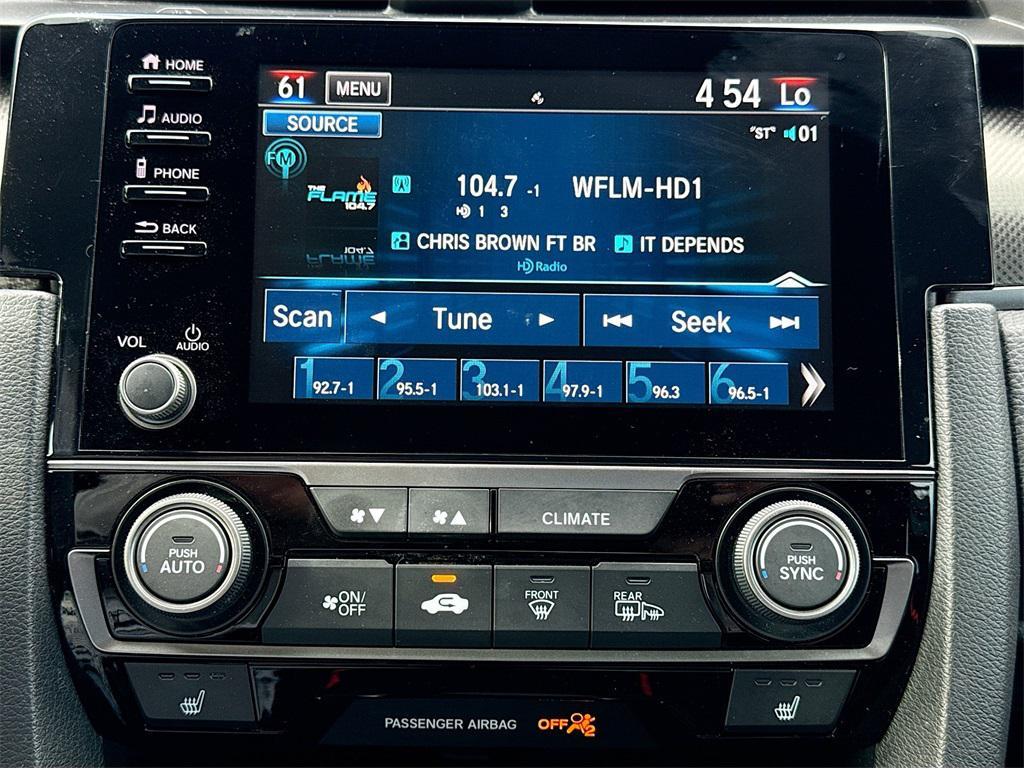 HOME
AUDIO
PHONE
BACK
VOL
AUDIO
61 MENU 4 54 Lo
SOURCE
"ST" 01
FM
THE FLAME 104.7
104.7 -1 WFLM-HD1
HD 1 3
CHRIS BROWN FT BR IT DEPENDS
HD Radio
Scan Tune Seek
1 92.7-1 2 95.5-1 3 103.1-1 4 97.9-1 5 96.3 6 96.5-1
CLIMATE
PUSH AUTO
ON/OFF
FRONT
REAR
PUSH SYNC
PASSENGER AIRBAG OFF 2